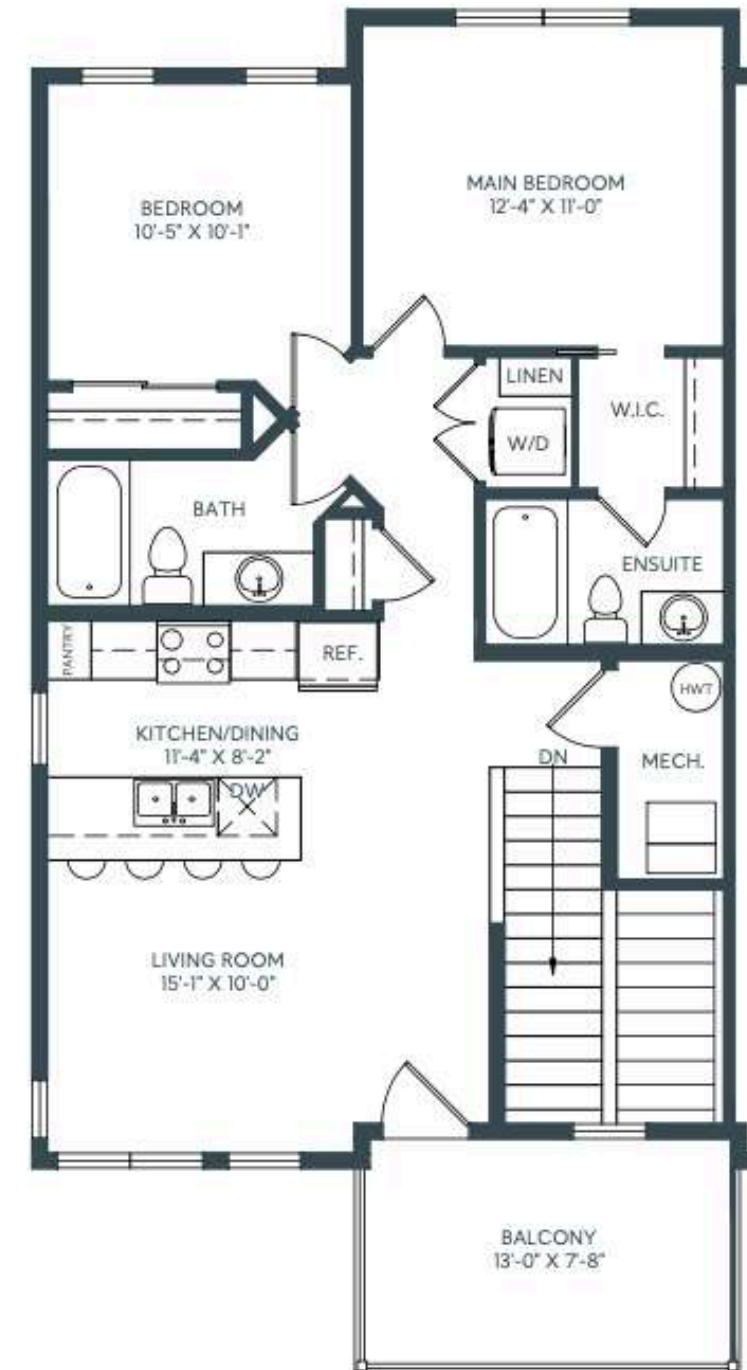 MAIN BEDROOM
12'-4" X 11'-0"
BEDROOM
10'-5" X 10'-1"
LINEN
W.I.C.
W/D
BATH
ENSUITE
PANTRY
REF.
HWT
KITCHEN/DINING
11'-4" X 8'-2"
DN
MECH.
DW
LIVING ROOM
15'-1" X 10'-0"
BALCONY
13'-0" X 7'-8"